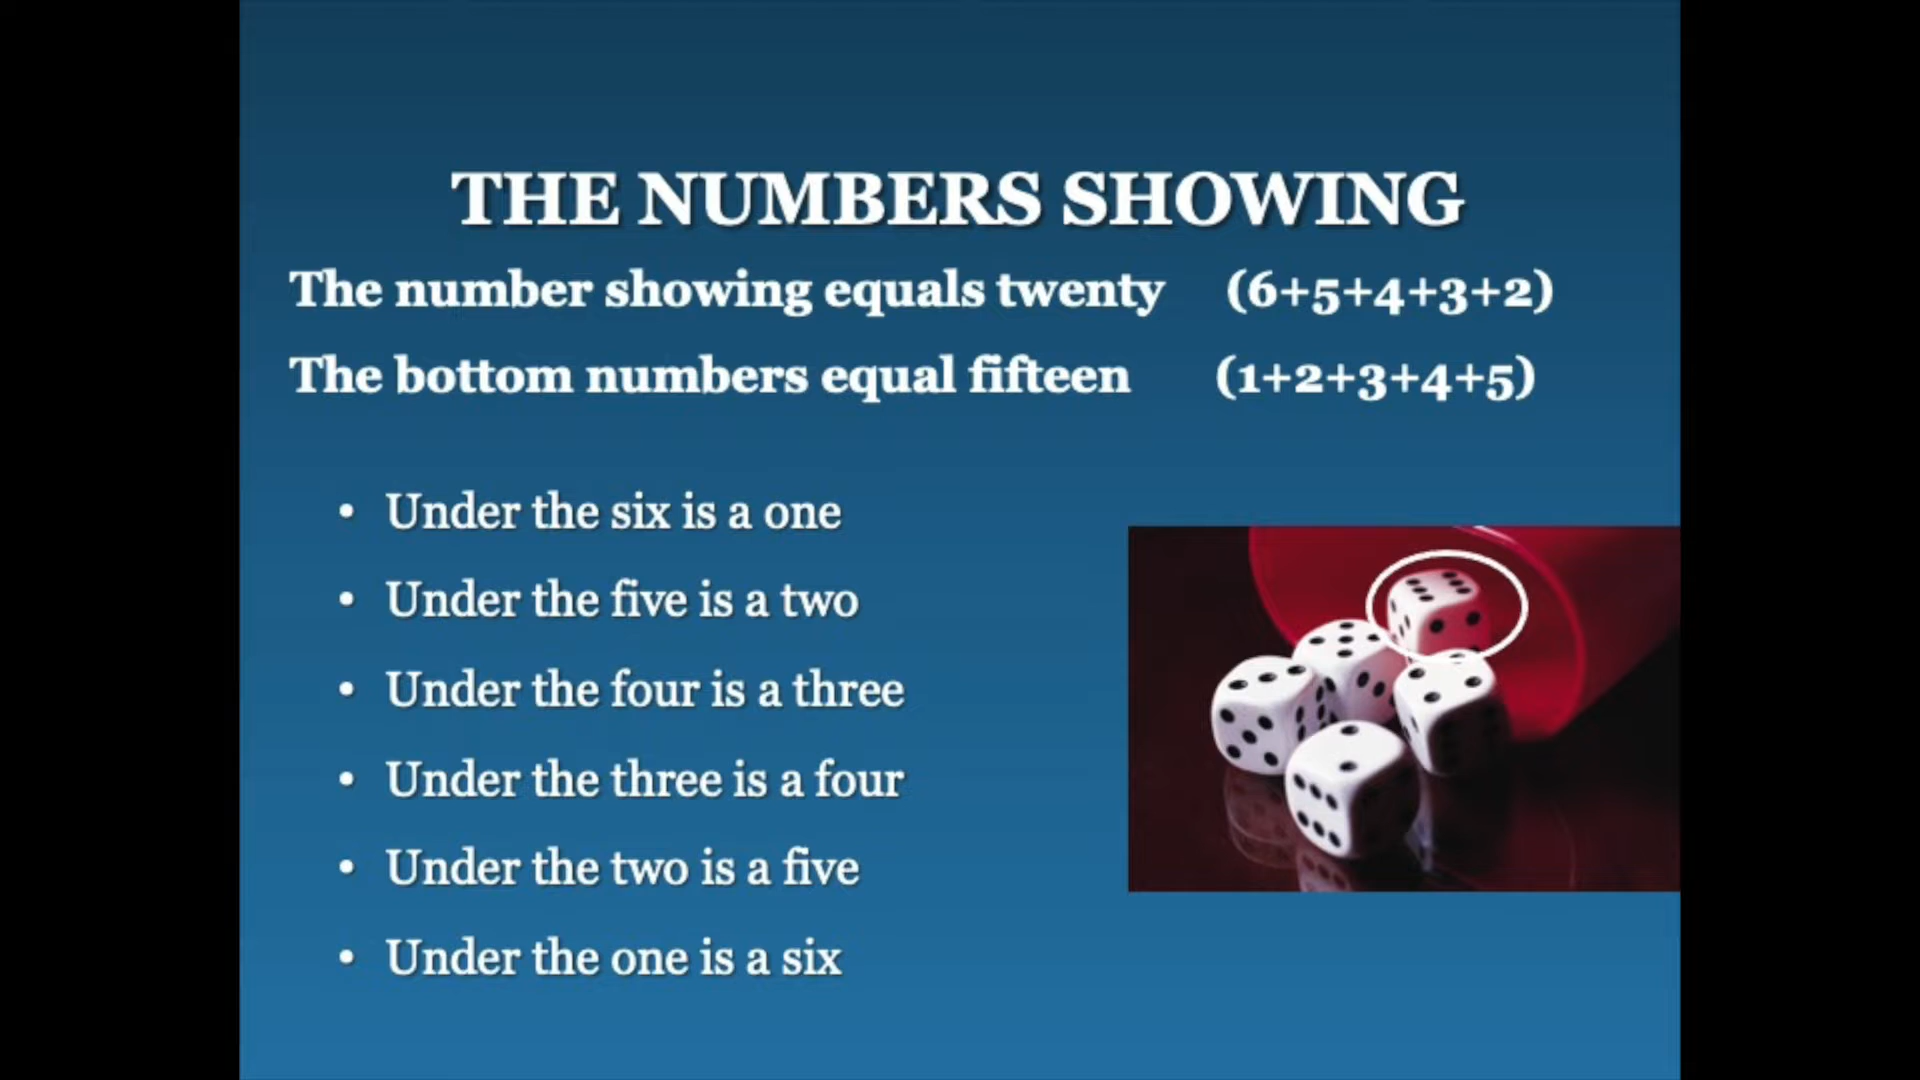 THE NUMBERS SHOWING
The number showing equals twenty (6+5+4+3+2)
The bottom numbers equal fifteen (1+2+3+4+5)
• Under the six is a one
• Under the five is a two
• Under the four is a three
• Under the three is a four
• Under the two is a five
• Under the one is a six